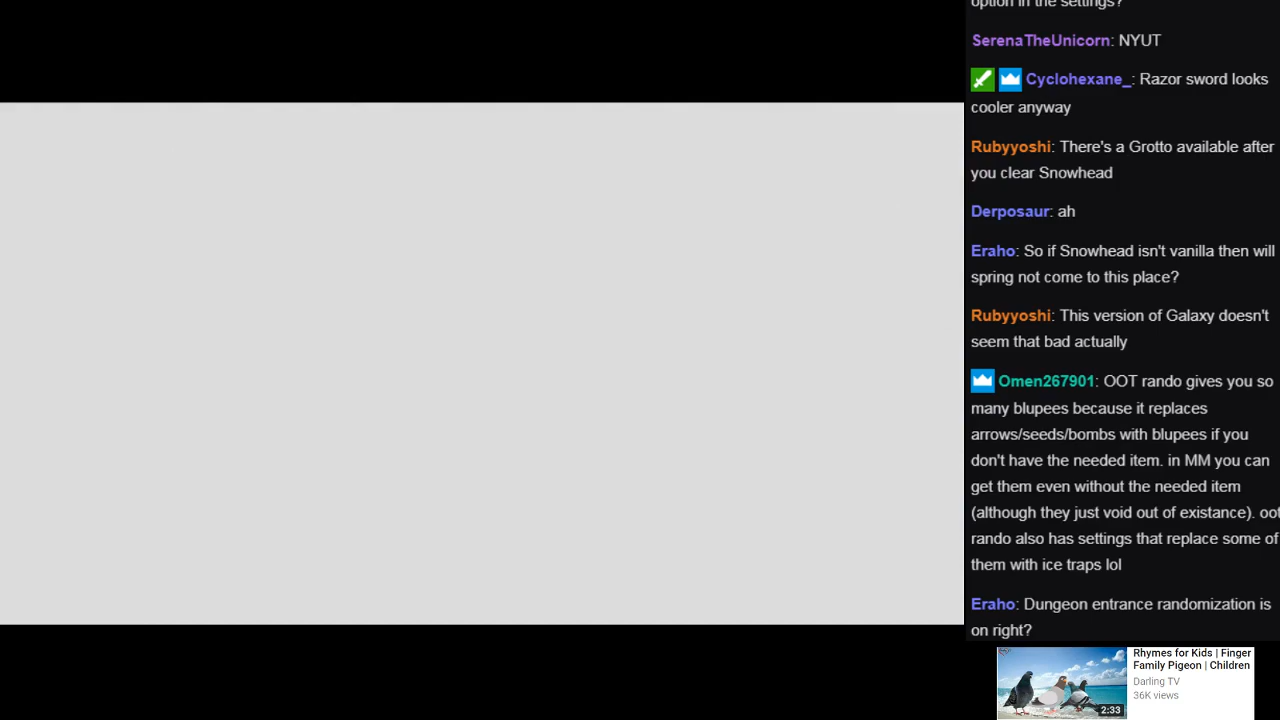 option in the settings?
SerenaTheUnicorn: NYUT
Cyclohexane_: Razor sword looks
cooler anyway
Rubyyoshi: There's a Grotto available after
you clear Snowhead
Derposaur: ah
Eraho: So if Snowhead isn't vanilla then will
spring not come to this place?
Rubyyoshi: This version of Galaxy doesn't
seem that bad actually
Omen267901: OOT rando gives you so
many blupees because it replaces
arrows/seeds/bombs with blupees if you
don't have the needed item. in MM you can
get them even without the needed item
(although they just void out of existance). oot
rando also has settings that replace some of
them with ice traps lol
Eraho: Dungeon entrance randomization is
on right?
Rhymes for Kids | Finger
Family Pigeon | Children
Darling TV
36K views
2:33